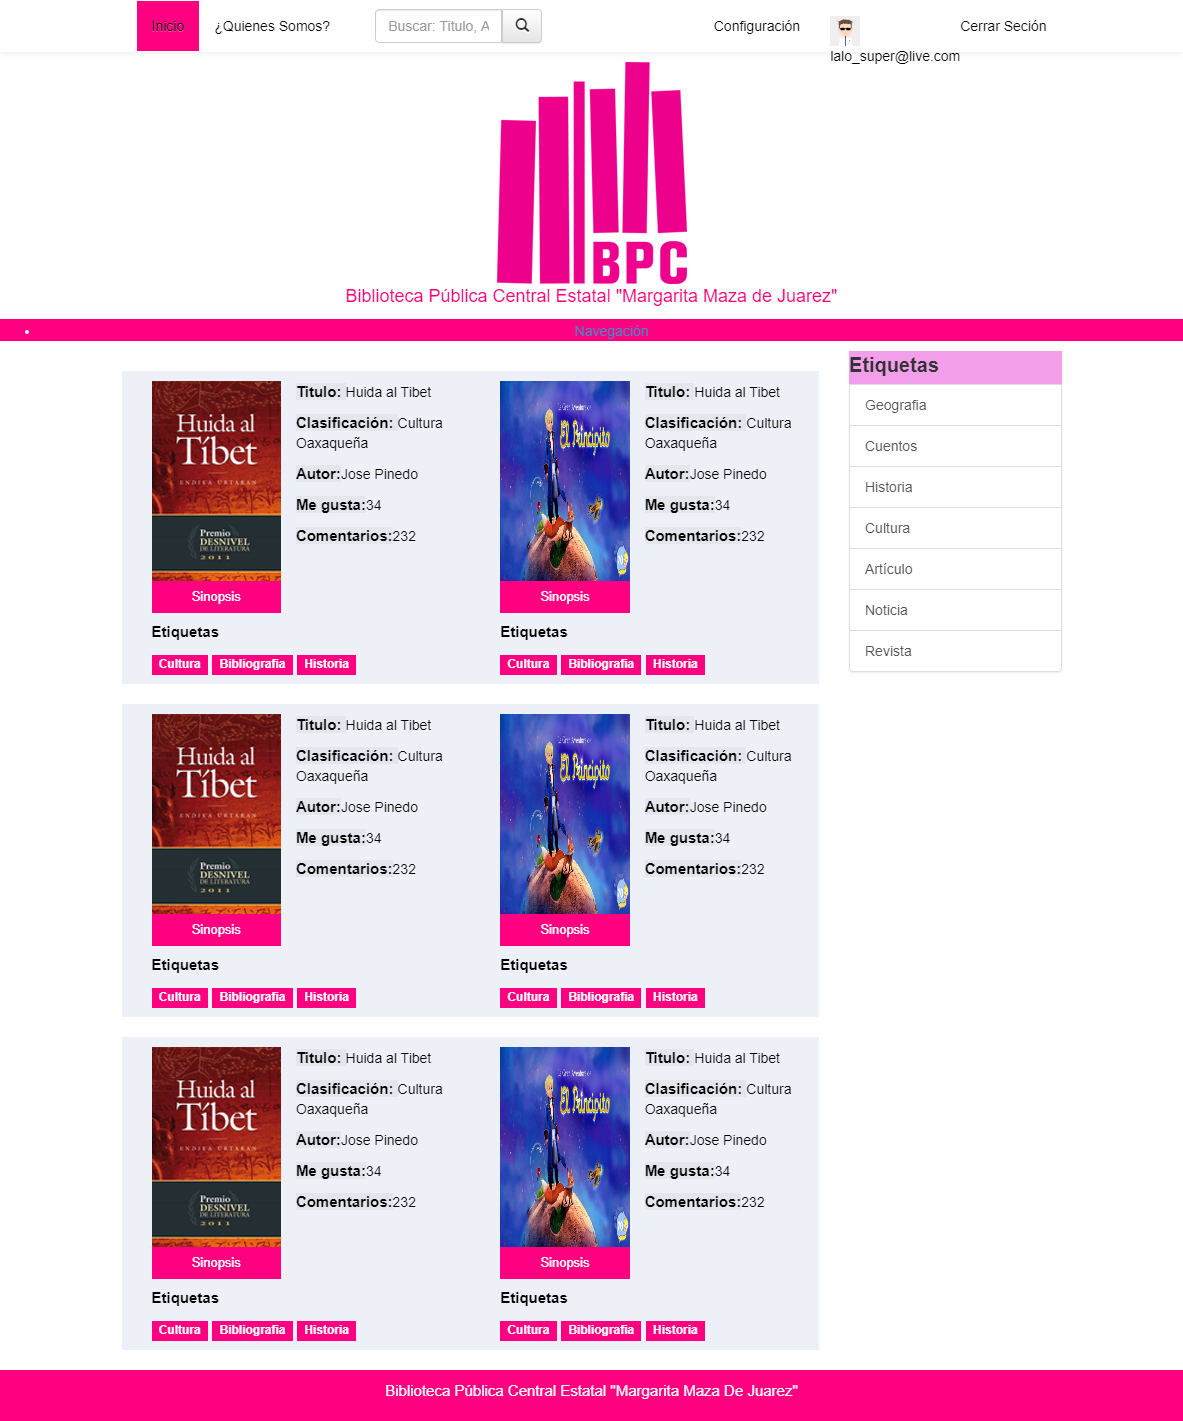 Inicio
¿Quienes Somos?
Buscar: Titulo, A
Configuración
Cerrar Seción
lalo_super@live.com
BPC
Biblioteca Pública Central Estatal "Margarita Maza de Juarez"
Navegación
Huida al
Tíbet
ENDIKA URTARAN
Premio
DESNIVEL
DE LITERATURA
2011
Sinopsis
Titulo: Huida al Tibet
Clasificación: Cultura
Oaxaqueña
Autor:Jose Pinedo
Me gusta:34
Comentarios:232
Etiquetas
Cultura Bibliografia Historia
El Principito
Sinopsis
Titulo: Huida al Tibet
Clasificación: Cultura
Oaxaqueña
Autor:Jose Pinedo
Me gusta:34
Comentarios:232
Etiquetas
Cultura Bibliografia Historia
Huida al
Tíbet
ENDIKA URTARAN
Premio
DESNIVEL
DE LITERATURA
2011
Sinopsis
Titulo: Huida al Tibet
Clasificación: Cultura
Oaxaqueña
Autor:Jose Pinedo
Me gusta:34
Comentarios:232
Etiquetas
Cultura Bibliografia Historia
El Principito
Sinopsis
Titulo: Huida al Tibet
Clasificación: Cultura
Oaxaqueña
Autor:Jose Pinedo
Me gusta:34
Comentarios:232
Etiquetas
Cultura Bibliografia Historia
Huida al
Tíbet
ENDIKA URTARAN
Premio
DESNIVEL
DE LITERATURA
2011
Sinopsis
Titulo: Huida al Tibet
Clasificación: Cultura
Oaxaqueña
Autor:Jose Pinedo
Me gusta:34
Comentarios:232
Etiquetas
Cultura Bibliografia Historia
El Principito
Sinopsis
Titulo: Huida al Tibet
Clasificación: Cultura
Oaxaqueña
Autor:Jose Pinedo
Me gusta:34
Comentarios:232
Etiquetas
Cultura Bibliografia Historia
Etiquetas
Geografia
Cuentos
Historia
Cultura
Artículo
Noticia
Revista
Biblioteca Pública Central Estatal "Margarita Maza De Juarez"